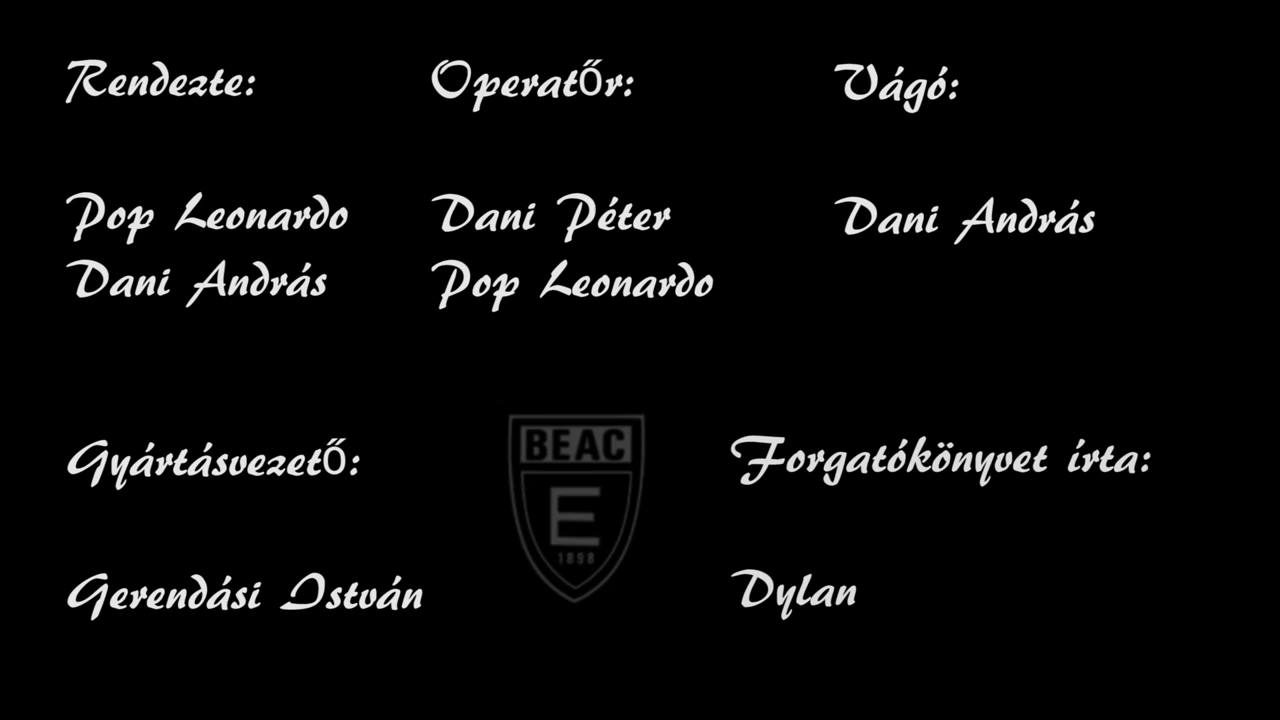 Rendezte:
Pop Leonardo
Dani András
Operatőr:
Dani Péter
Pop Leonardo
Vágó:
Dani András
Gyártásvezető:
Gerendási István
BEAC
E
1898
Forgatókönyvet írta:
Dylan